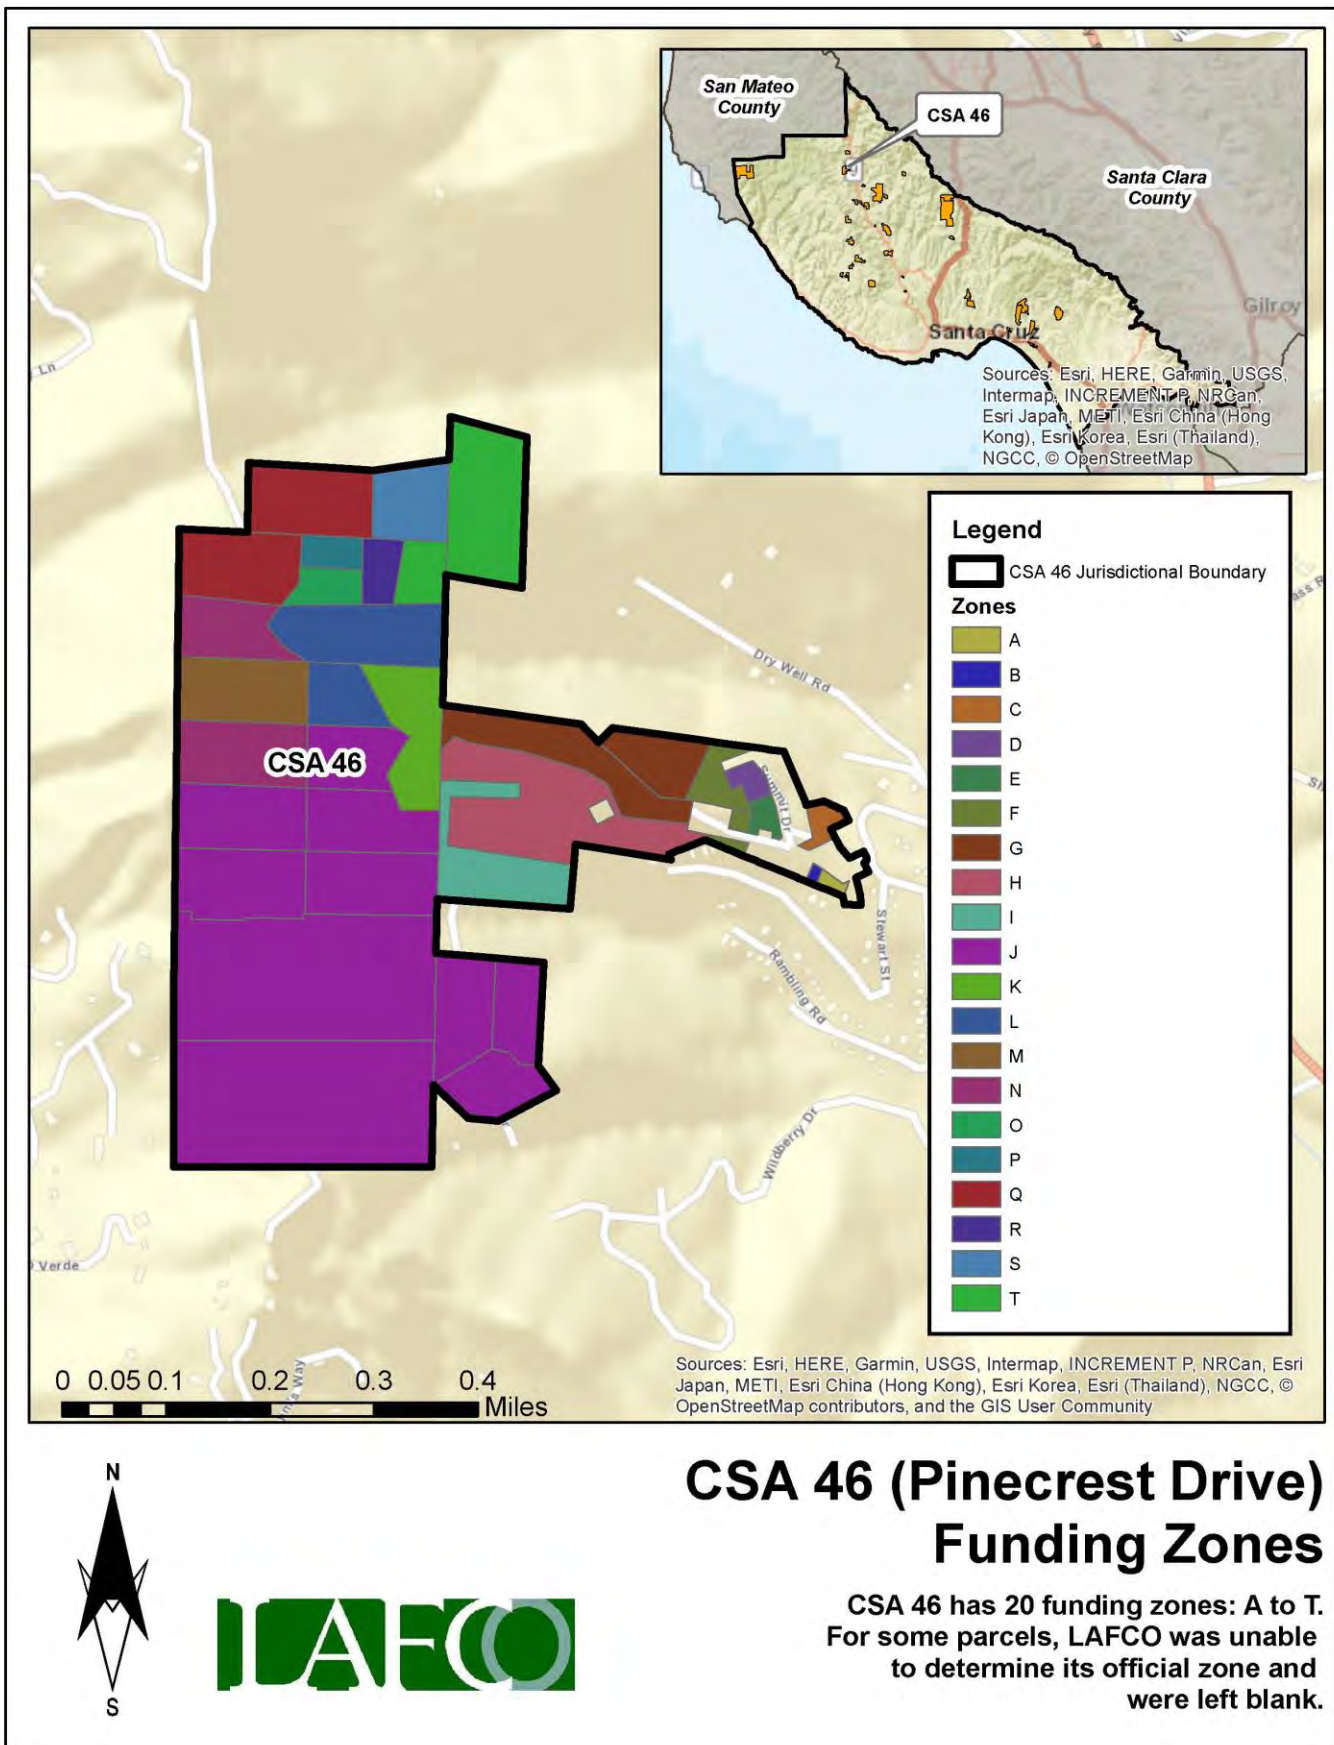 San Mateo
County
CSA 46
Santa Clara
County
Gilroy
Santa Cruz
Sources: Esri, HERE, Garmin, USGS,
Intermap, INCREMENT P, NRCan,
Esri Japan, METI, Esri China (Hong
Kong), Esri Korea, Esri (Thailand),
NGCC, © OpenStreetMap
Ln
Dry Well Rd
Summit Dr
CSA 46
Stewart St
Rambling Rd
Wildberry Dr
Verde
Way
Legend
CSA 46 Jurisdictional Boundary
Zones
A
B
C
D
E
F
G
H
I
J
K
L
M
N
O
P
Q
R
S
T
0 0.05 0.1 0.2 0.3 0.4
Miles
Sources: Esri, HERE, Garmin, USGS, Intermap, INCREMENT P, NRCan, Esri
Japan, METI, Esri China (Hong Kong), Esri Korea, Esri (Thailand), NGCC, ©
OpenStreetMap contributors, and the GIS User Community
N
S
LAFCO
CSA 46 (Pinecrest Drive)
Funding Zones
CSA 46 has 20 funding zones: A to T.
For some parcels, LAFCO was unable
to determine its official zone and
were left blank.